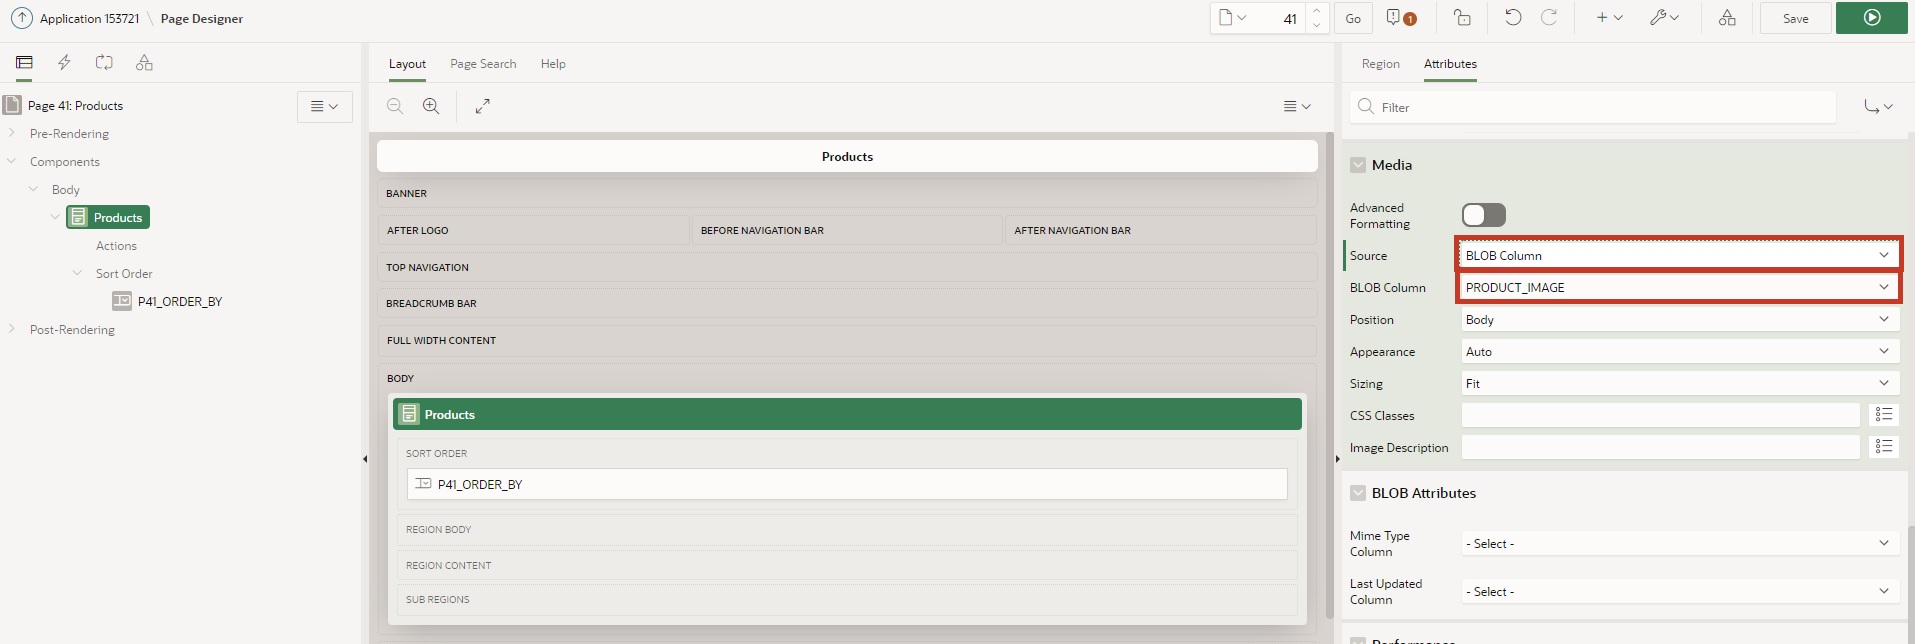 Application 153721 \ Page Designer
41
Go
1
Save
Page 41: Products
Pre-Rendering
Components
Body
Products
Actions
Sort Order
P41_ORDER_BY
Post-Rendering
Layout Page Search Help
Products
BANNER
AFTER LOGO BEFORE NAVIGATION BAR AFTER NAVIGATION BAR
TOP NAVIGATION
BREADCRUMB BAR
FULL WIDTH CONTENT
BODY
Products
SORT ORDER
P41_ORDER_BY
REGION BODY
REGION CONTENT
SUB REGIONS
Region Attributes
Filter
Media
Advanced
Formatting
Source BLOB Column
BLOB Column PRODUCT_IMAGE
Position Body
Appearance Auto
Sizing Fit
CSS Classes
Image Description
BLOB Attributes
Mime Type
Column - Select -
Last Updated
Column - Select -
Performance